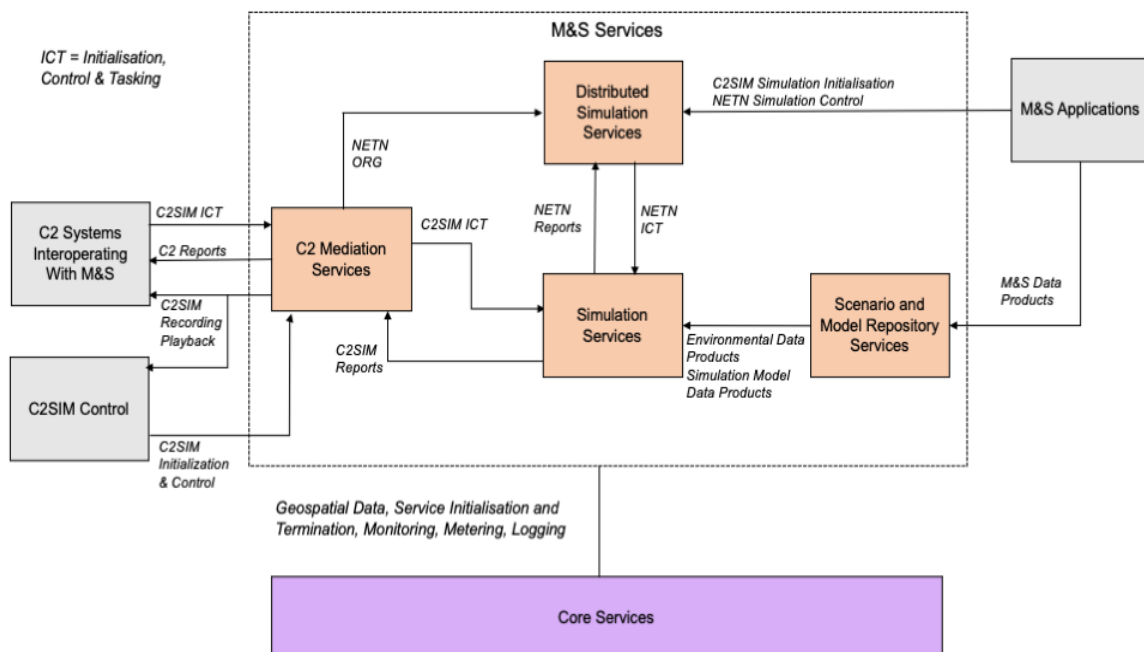 M&S Services
ICT = Initialisation,
Control & Tasking
C2SIM Simulation Initialisation
NETN Simulation Control
Distributed
Simulation
Services
M&S Applications
NETN
ORG
C2SIM ICT
C2 Systems
Interoperating
With M&S
C2 Reports
C2 Mediation
Services
C2SIM ICT
NETN
Reports
NETN
ICT
M&S Data
Products
C2SIM
Recording
Playback
Simulation
Services
Scenario and
Model Repository
Services
C2SIM
Reports
Environmental Data
Products
Simulation Model
Data Products
C2SIM Control
C2SIM
Initialization
& Control
Geospatial Data, Service Initialisation and
Termination, Monitoring, Metering, Logging
Core Services